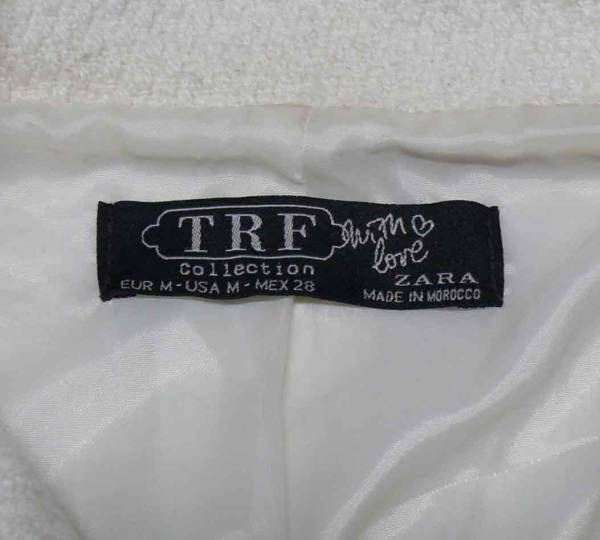 TRF
Collection
EUR M - USA M - MEX 28
with ♡
love
ZARA
MADE IN MOROCCO